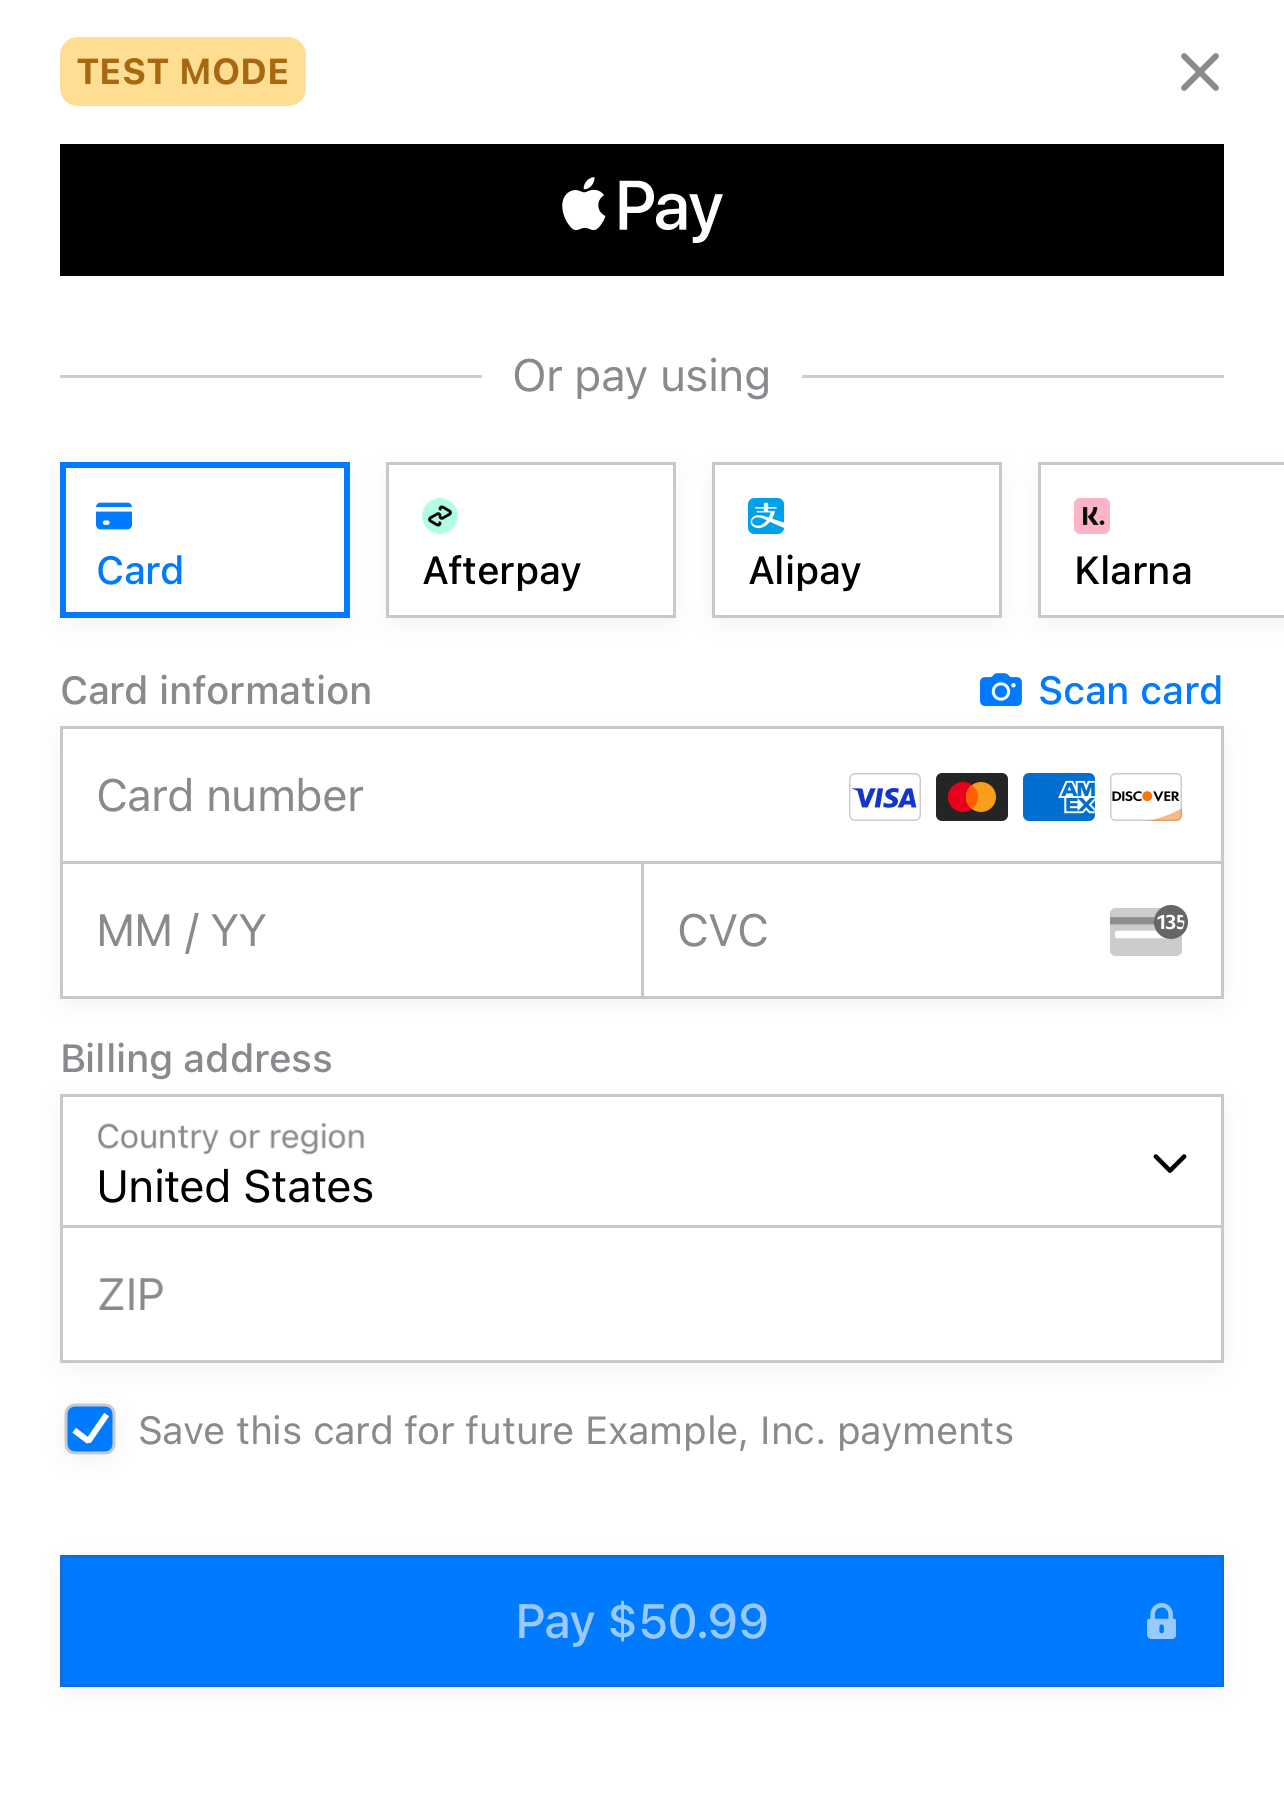 TEST MODE
Pay
Or pay using
Card
Afterpay
支
Alipay
K.
Klarna
Card information
Scan card
Card number
VISA
AM
EX
DISCOVER
MM / YY
CVC
135
Billing address
Country or region
United States
ZIP
Save this card for future Example, Inc. payments
Pay $50.99